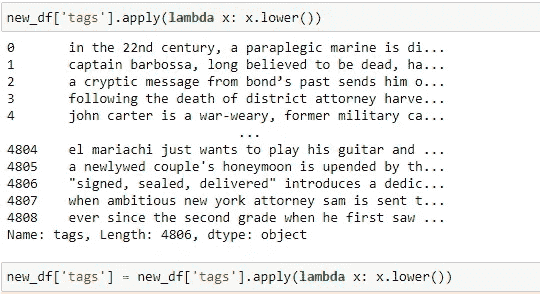 new_df['tags'].apply(lambda x: x.lower())
0 in the 22nd century, a paraplegic marine is di...
1 captain barbossa, long believed to be dead, ha...
2 a cryptic message from bond’s past sends him o...
3 following the death of district attorney harve...
4 john carter is a war-weary, former military ca...
...
4804 el mariachi just wants to play his guitar and ...
4805 a newlywed couple's honeymoon is upended by th...
4806 "signed, sealed, delivered" introduces a dedic...
4807 when ambitious new york attorney sam is sent t...
4808 ever since the second grade when he first saw ...
Name: tags, Length: 4806, dtype: object
new_df['tags'] = new_df['tags'].apply(lambda x: x.lower())